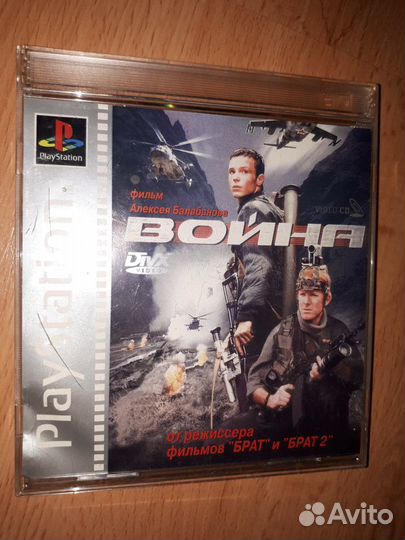 PlayStation
PlayStation
фильм
Алексея Балабанова
VIDEO CD
ВОЙНА
DivX
VIDEO
от режиссера
фильмов "БРАТ" и "БРАТ 2"
Avito